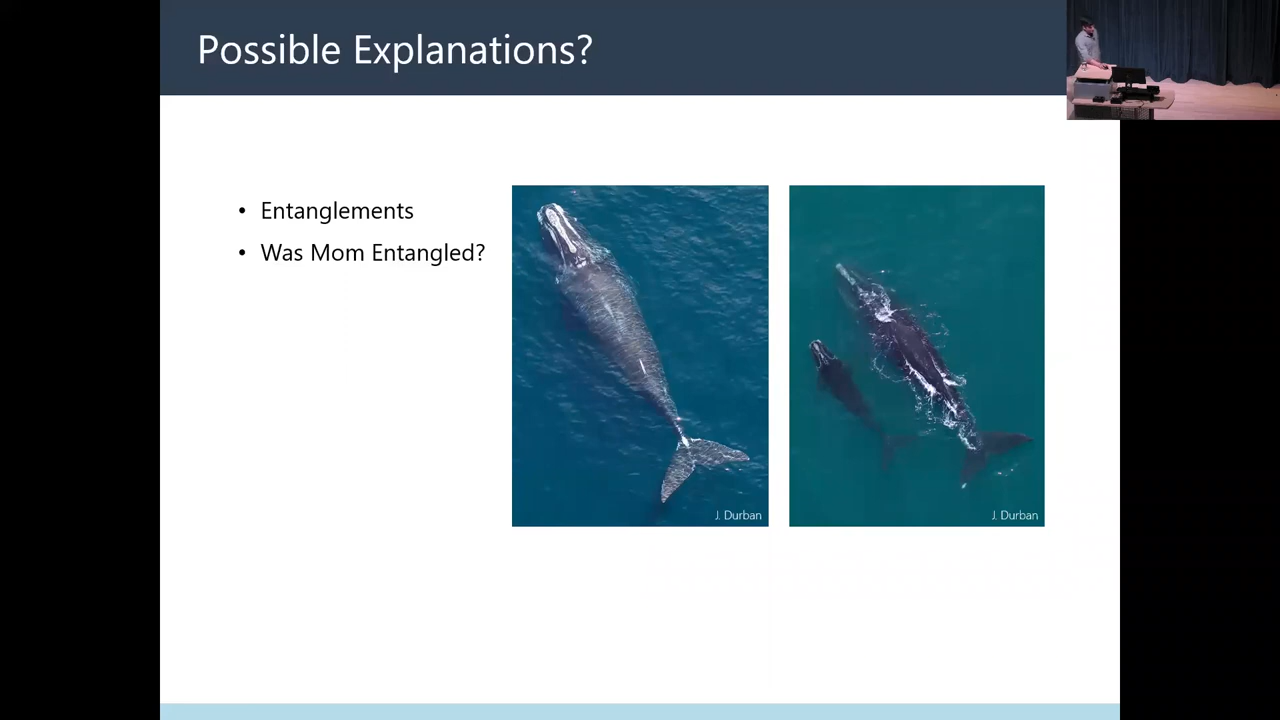 Possible Explanations?
• Entanglements
• Was Mom Entangled?
J. Durban
J. Durban